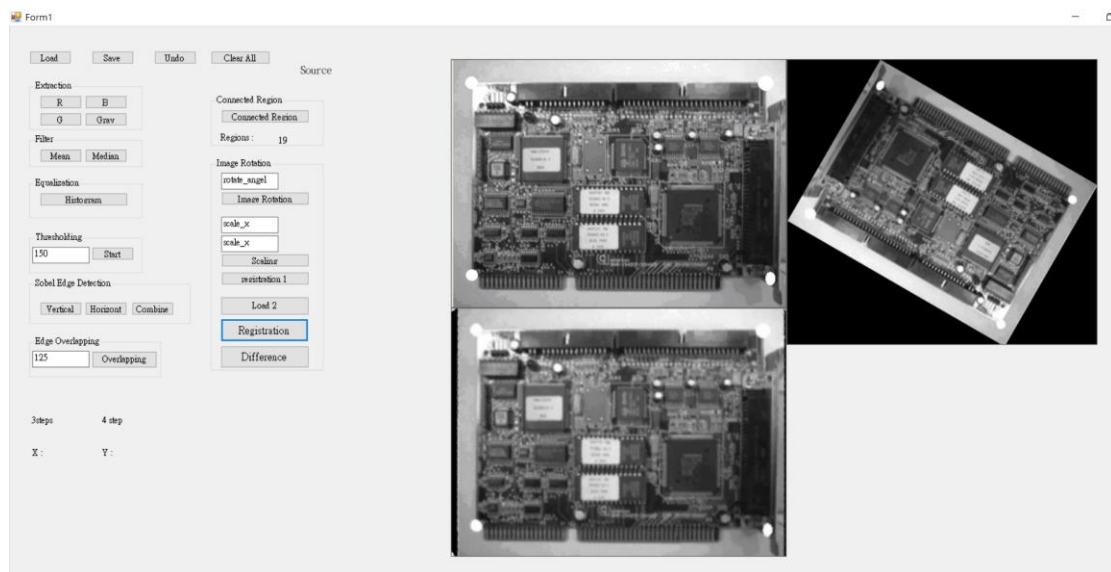 Form1
Load Save Undo Clear All
Source
Extraction
R B
G Gray
Filter
Mean Median
Equalization
Histogram
Thresholding
150 Start
Sobel Edge Detection
Vertical Horizont Combine
Edge Overlapping
125 Overlapping
3steps 4 step
X : Y :
Connected Region
Connected Region
Regions : 19
Image Rotation
rotate_angel
Image Rotation
scale_x
scale_x
Scaling
registration 1
Load 2
Registration
Difference